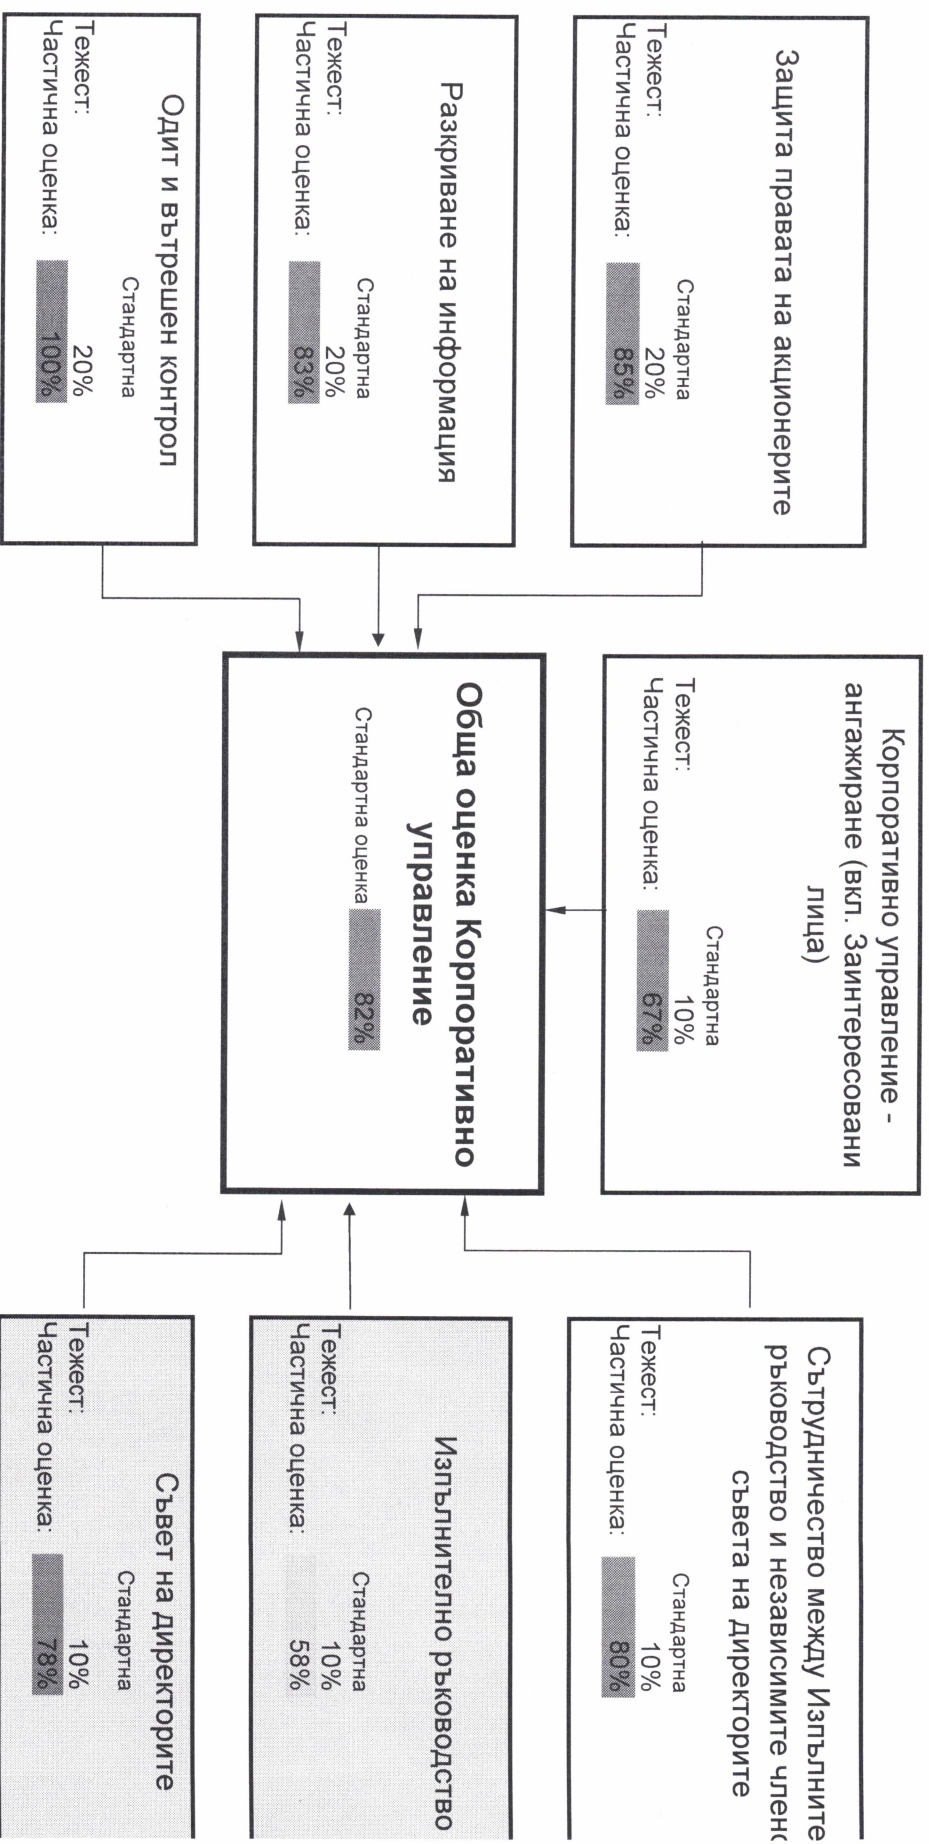 Корпоративно управление -
ангажиране (вкл. Заинтересовани
лица)
Стандартна
Тежест: 10%
Частична оценка: 67%
Защита правата на акционерите
Стандартна
Тежест: 20%
Частична оценка: 85%
Разкриване на информация
Стандартна
Тежест: 20%
Частична оценка: 83%
Одит и вътрешен контрол
Стандартна
Тежест: 20%
Частична оценка: 100%
Обща оценка Корпоративно
управление
Стандартна оценка 82%
Сътрудничество между Изпълните
ръководство и независимите члено
съвета на директорите
Стандартна
Тежест: 10%
Частична оценка: 80%
Изпълнително ръководство
Стандартна
Тежест: 10%
Частична оценка: 58%
Съвет на директорите
Стандартна
Тежест: 10%
Частична оценка: 78%